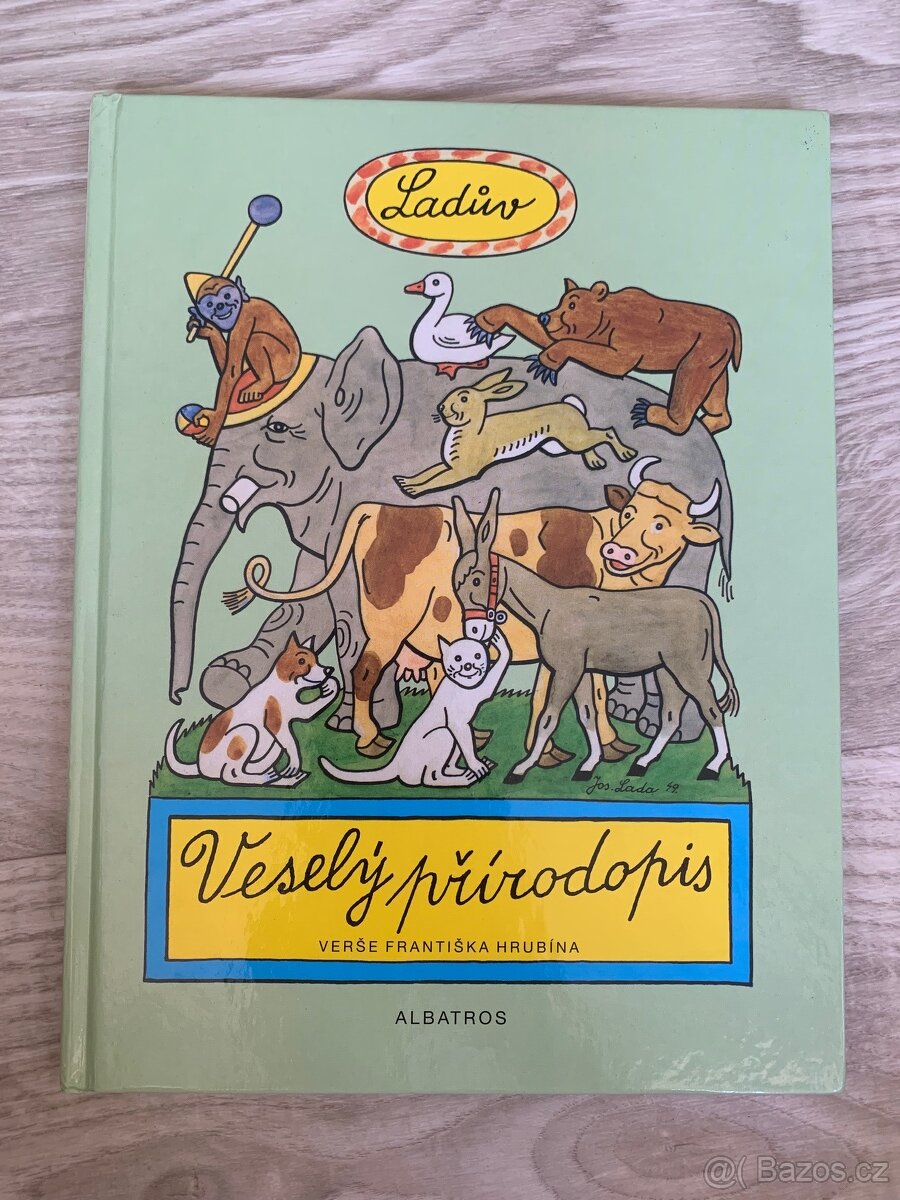 Ladův
Jos. Lada 49.
Veselý přírodopis
VERŠE FRANTIŠKA HRUBÍNA
ALBATROS
@( Bazos.cz